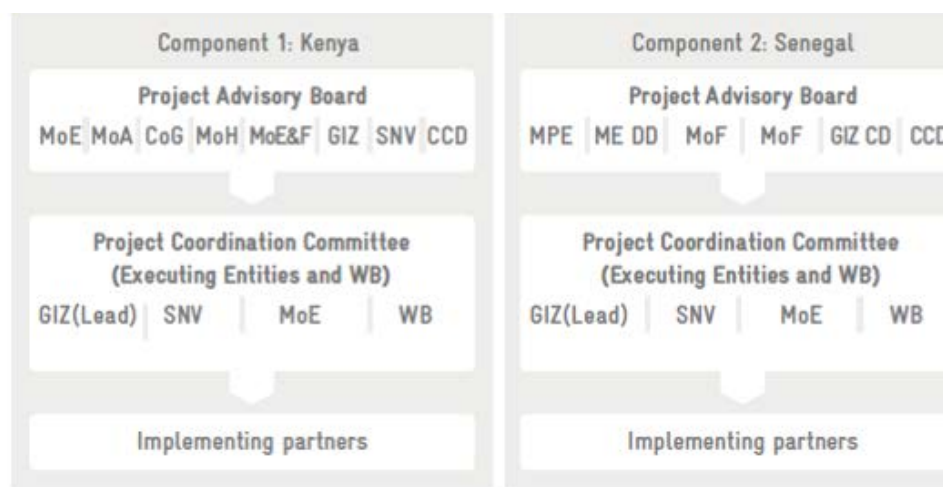 Component 1: Kenya
Project Advisory Board
MoE MoA CoG MoH MoE&F GIZ SNV CCD
Project Coordination Committee
(Executing Entities and WB)
GIZ(Lead) SNV MoE WB
Implementing partners
Component 2: Senegal
Project Advisory Board
MPE ME DD MoF MoF GIZ CD CCD
Project Coordination Committee
(Executing Entities and WB)
GIZ(Lead) SNV MoE WB
Implementing partners